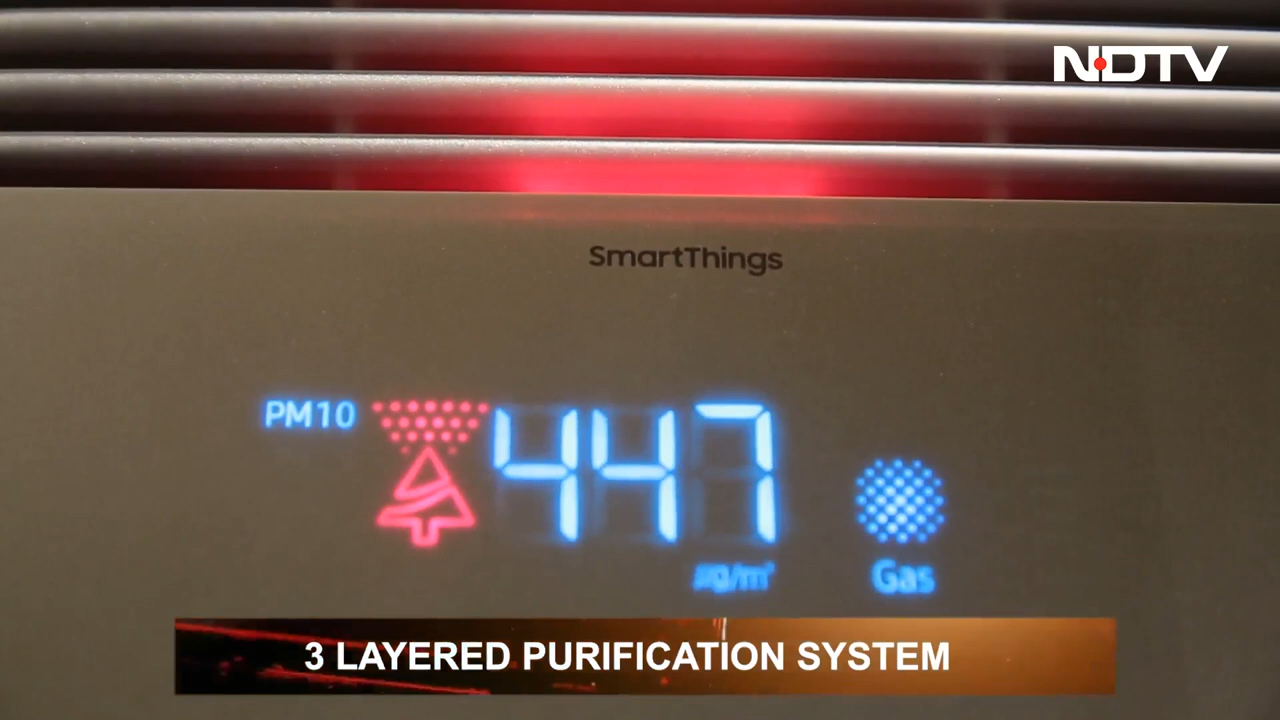 NDTV
SmartThings
PM10
447
µg/m³
Gas
3 LAYERED PURIFICATION SYSTEM